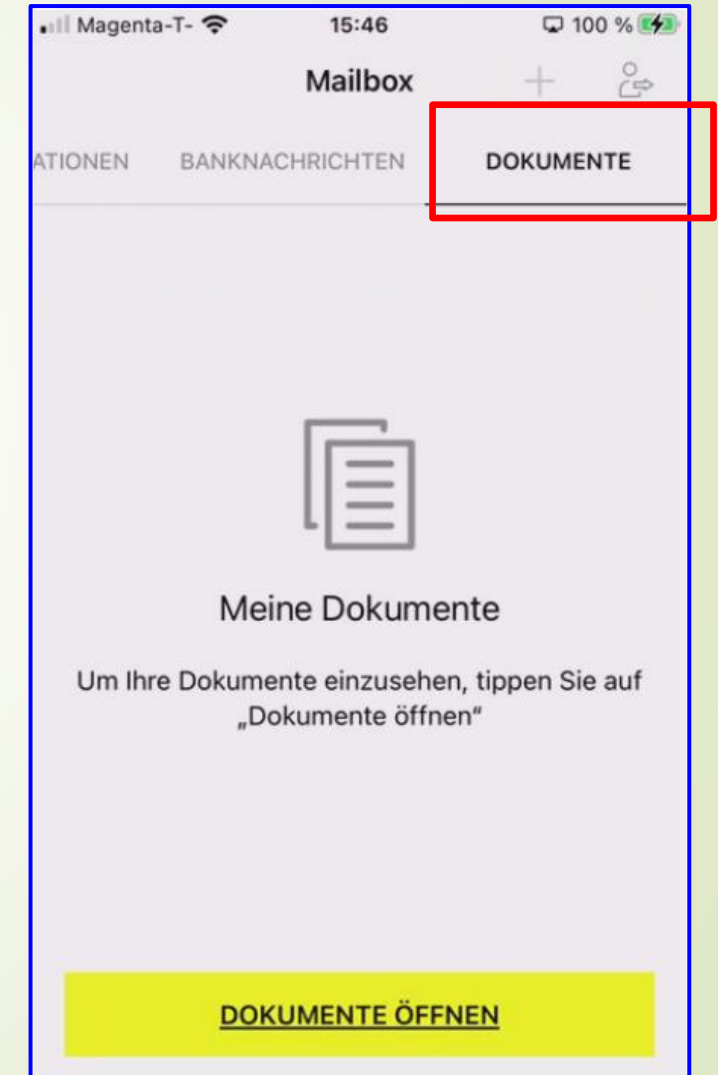 Magenta-T- 15:46 100 %
Mailbox
ATIONEN BANKNACHRICHTEN DOKUMENTE
Meine Dokumente
Um Ihre Dokumente einzusehen, tippen Sie auf
„Dokumente öffnen"
DOKUMENTE ÖFFNEN